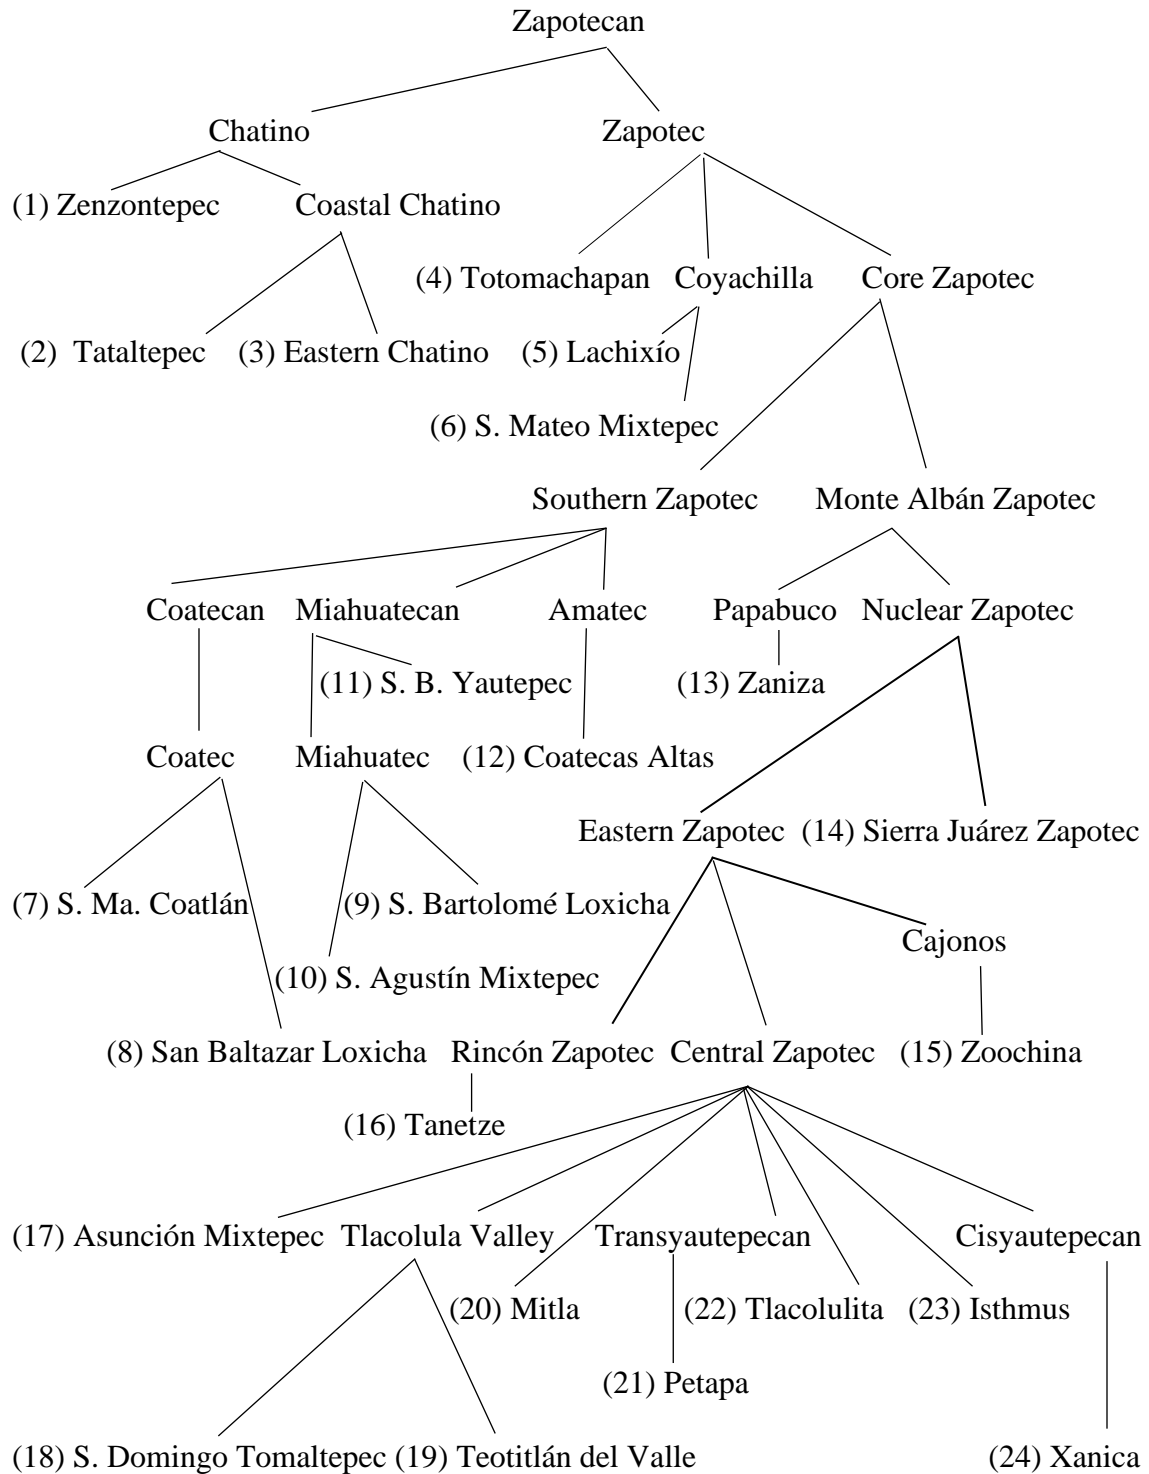 Zapotecan
Chatino Zapotec
(1) Zenzontepec Coastal Chatino
(4) Totomachapan Coyachilla Core Zapotec
(2) Tataltepec (3) Eastern Chatino (5) Lachixío
(6) S. Mateo Mixtepec
Southern Zapotec Monte Albán Zapotec
Coatecan Miahuatecan Amatec Papabuco Nuclear Zapotec
(11) S. B. Yautepec (13) Zaniza
Coatec Miahuatec (12) Coatecas Altas
Eastern Zapotec (14) Sierra Juárez Zapotec
(7) S. Ma. Coatlán (9) S. Bartolomé Loxicha
Cajonos
(10) S. Agustín Mixtepec
(8) San Baltazar Loxicha Rincón Zapotec Central Zapotec (15) Zoochina
(16) Tanetze
(17) Asunción Mixtepec Tlacolula Valley Transyautepecan Cisyautepecan
(20) Mitla (22) Tlacolulita (23) Isthmus
(21) Petapa
(18) S. Domingo Tomaltepec (19) Teotitlán del Valle (24) Xanica